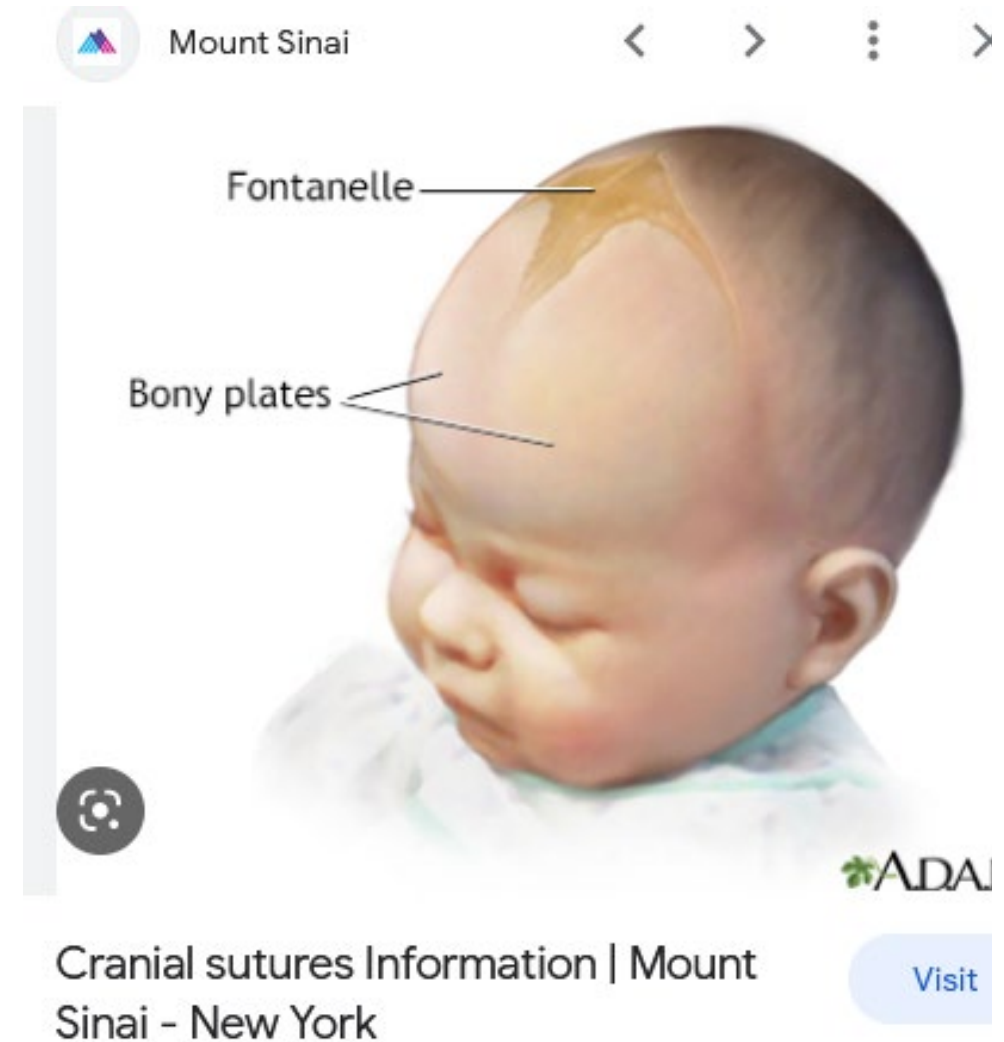 Mount Sinai
Fontanelle
Bony plates
Cranial sutures Information | Mount
Sinai - New York
Visit